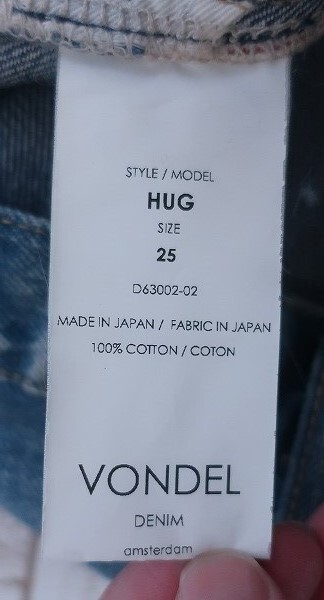 STYLE / MODEL
HUG
SIZE
25
D63002-02
MADE IN JAPAN / FABRIC IN JAPAN
100% COTTON / COTON
VONDEL
DENIM
amsterdam